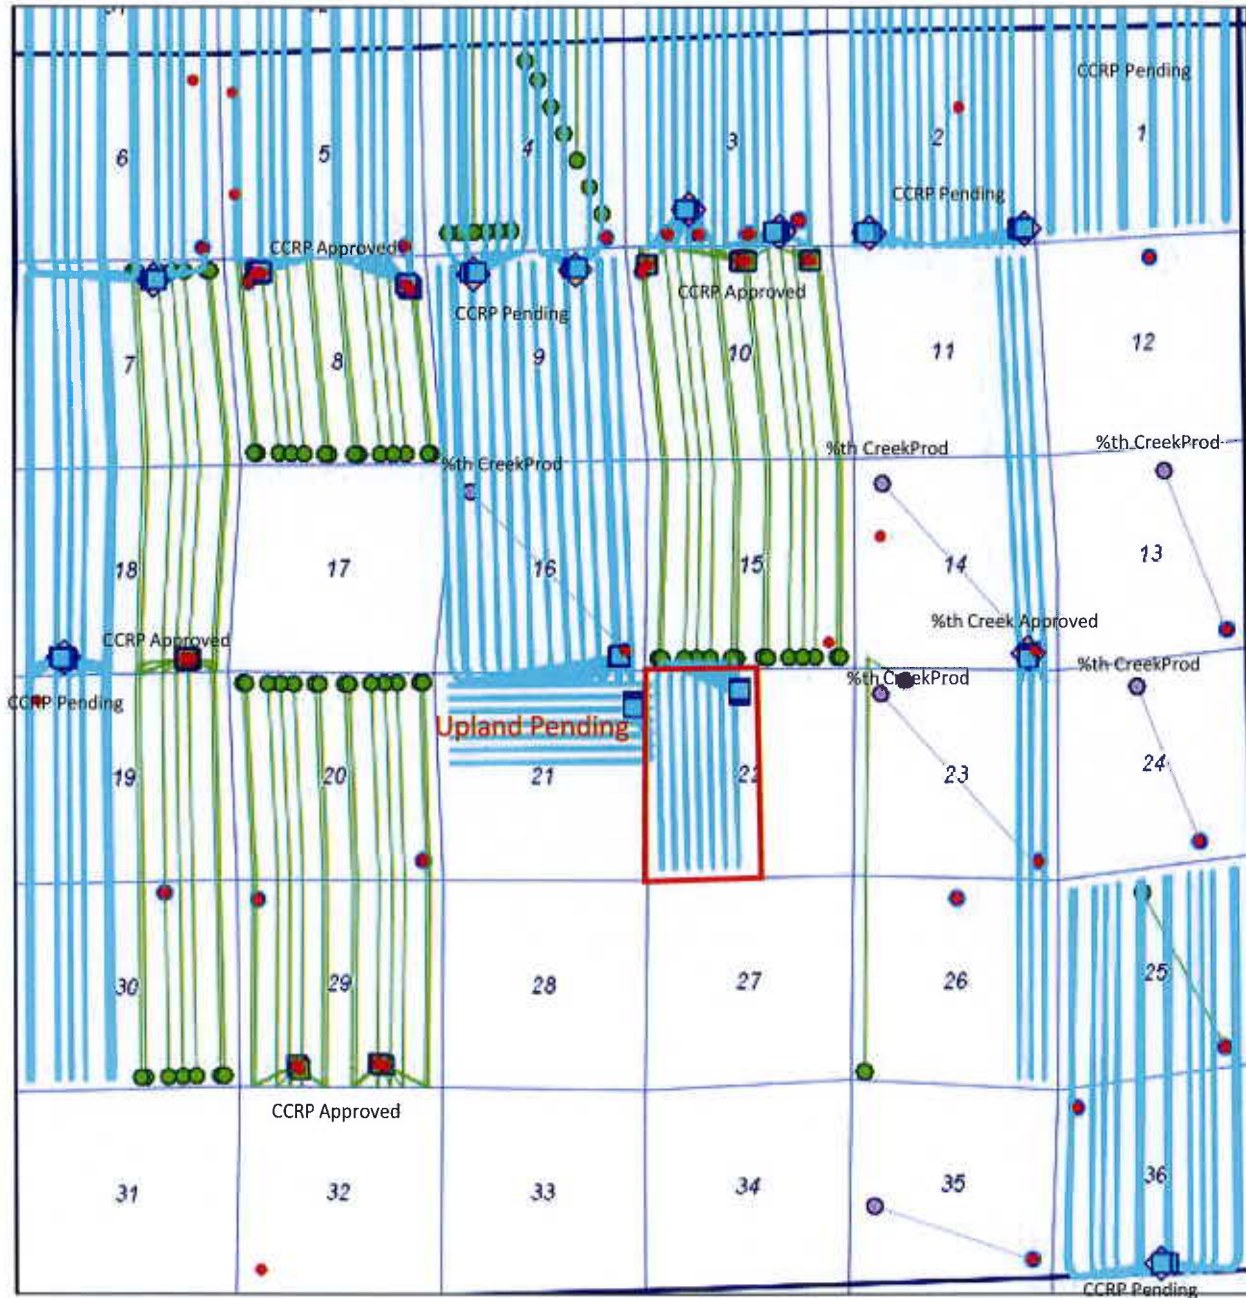 CCRP Pending
6
5
4
3
2
1
CCRP Pending
CCRP Approved
CCRP Approved
CCRP Pending
7
8
9
10
11
12
%th CreekProd
%th CreekProd
%th CreekProd
18
17
16
15
14
13
%th Creek Approved
CCRP Approved
%th CreekProd
%th CreekProd
CCRP Pending
Upland Pending
19
20
21
22
23
24
30
29
28
27
26
25
CCRP Approved
31
32
33
34
35
36
CCRP Pending